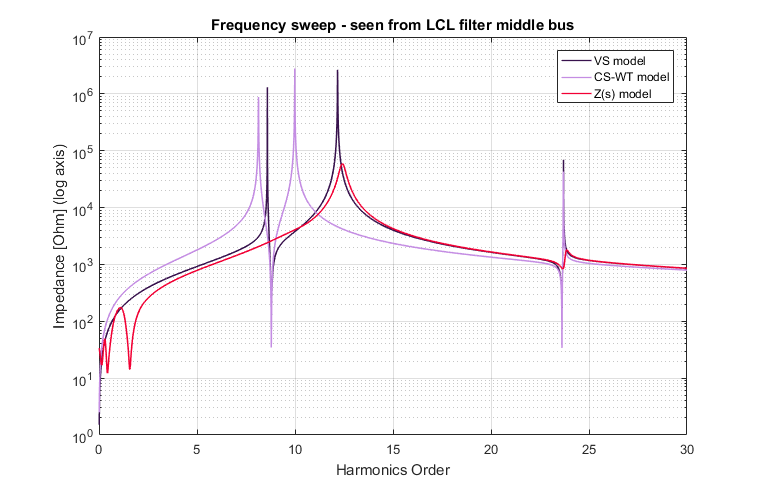 Frequency sweep - seen from LCL filter middle bus
10^7
10^6
10^5
10^4
10^3
10^2
10^1
10^0
Impedance [Ohm] (log axis)
VS model
CS-WT model
Z(s) model
0 5 10 15 20 25 30
Harmonics Order